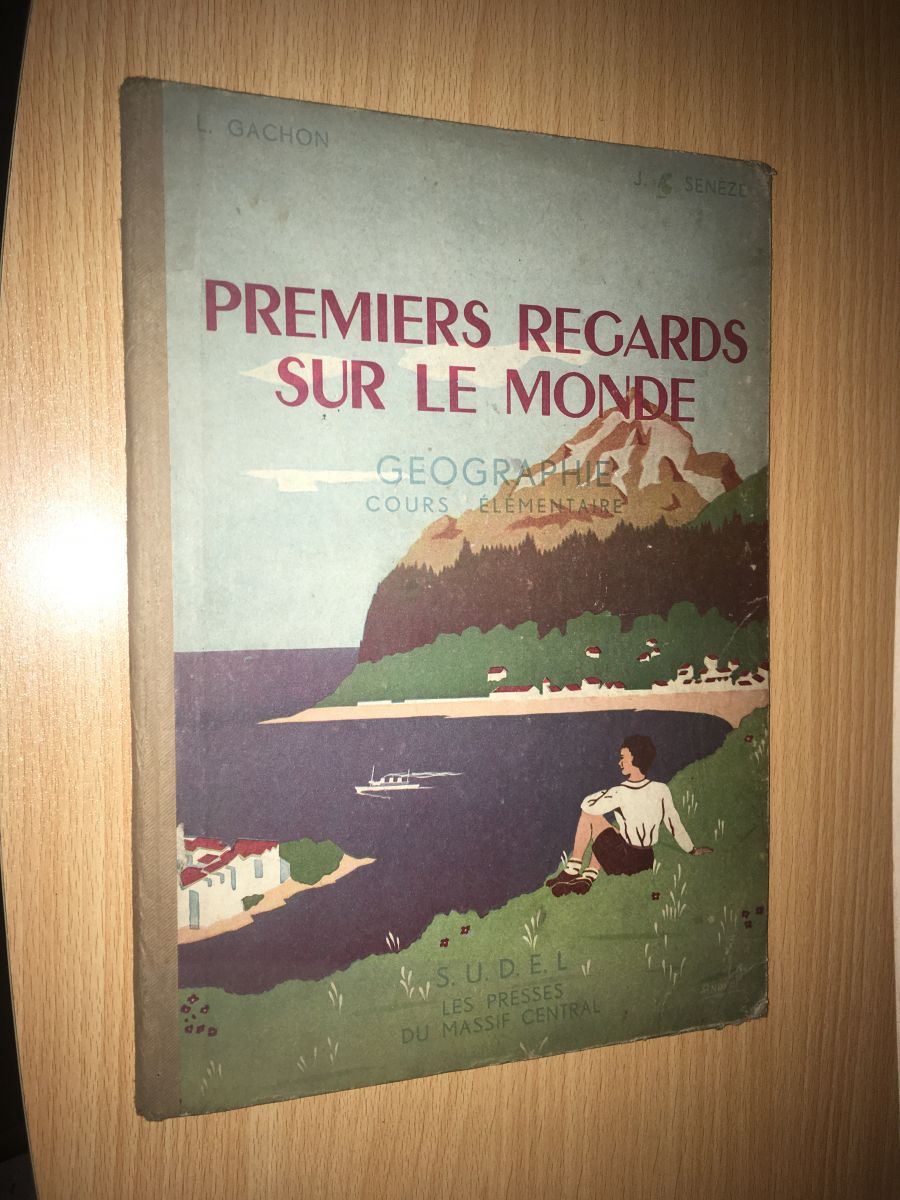 L. GACHON
J. SENEZE
PREMIERS REGARDS
SUR LE MONDE
GEOGRAPHIE
COURS ÉLÉMENTAIRE
S.U.D.E.L
LES PRESSES
DU MASSIF CENTRAL